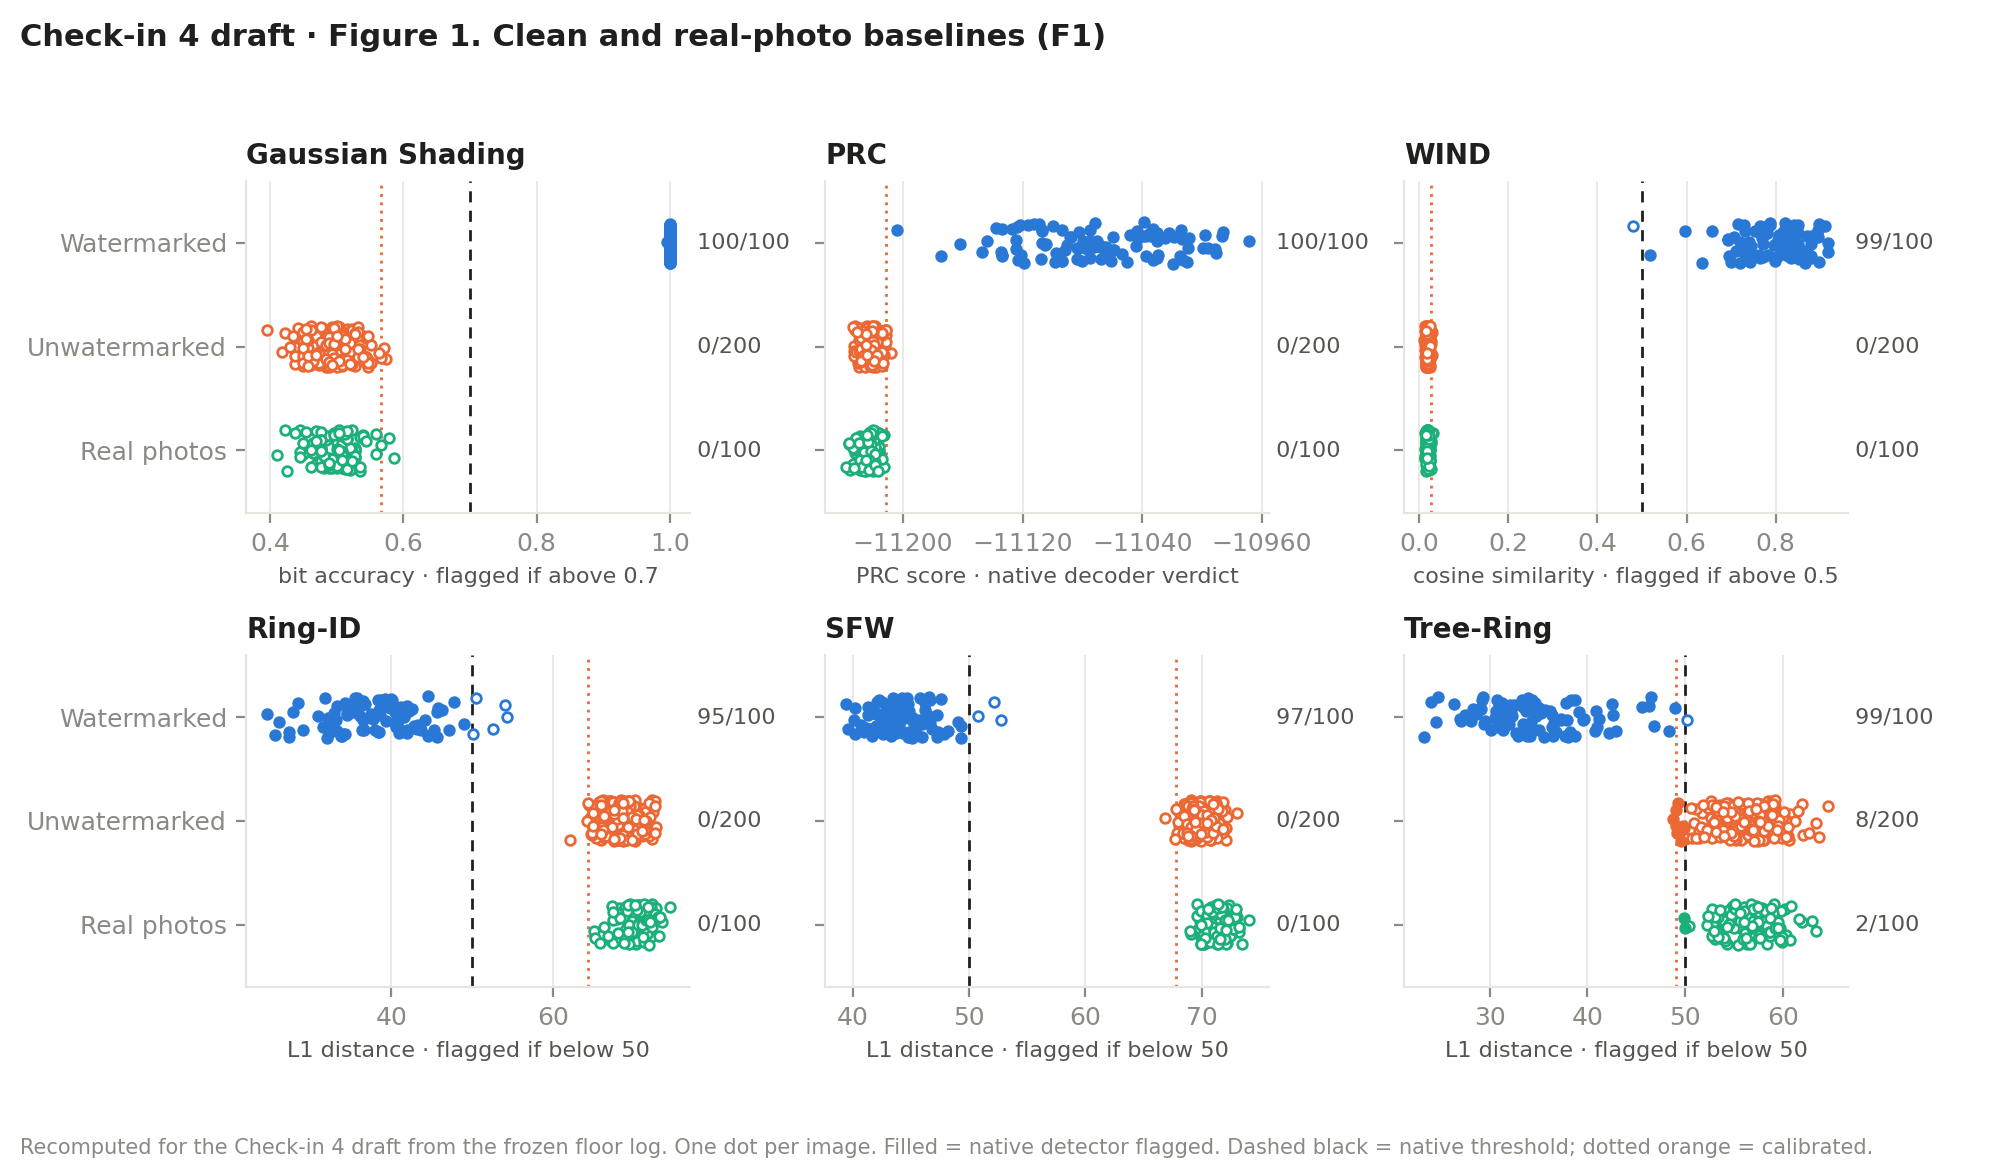 Check-in 4 draft · Figure 1. Clean and real-photo baselines (F1)
Gaussian Shading
Watermarked
100/100
Unwatermarked
0/200
Real photos
0/100
0.4 0.6 0.8 1.0
bit accuracy · flagged if above 0.7
PRC
100/100
0/200
0/100
−11200 −11120 −11040 −10960
PRC score · native decoder verdict
WIND
99/100
0/200
0/100
0.0 0.2 0.4 0.6 0.8
cosine similarity · flagged if above 0.5
Ring-ID
Watermarked
95/100
Unwatermarked
0/200
Real photos
0/100
40 60
L1 distance · flagged if below 50
SFW
97/100
0/200
0/100
40 50 60 70
L1 distance · flagged if below 50
Tree-Ring
99/100
8/200
2/100
30 40 50 60
L1 distance · flagged if below 50
Recomputed for the Check-in 4 draft from the frozen floor log. One dot per image. Filled = native detector flagged. Dashed black = native threshold; dotted orange = calibrated.